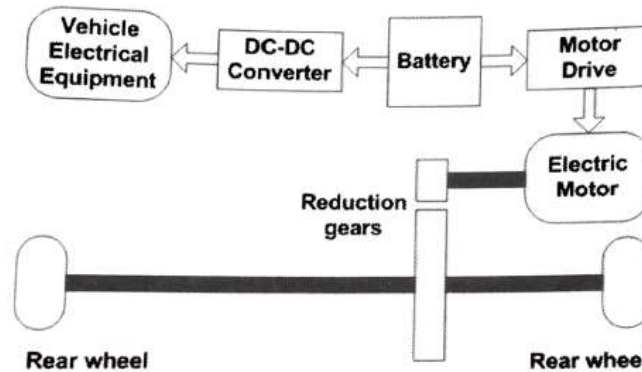 Vehicle
Electrical
Equipment
DC-DC
Converter
Battery
Motor
Drive
Electric
Motor
Reduction
gears
Rear wheel
Rear whee